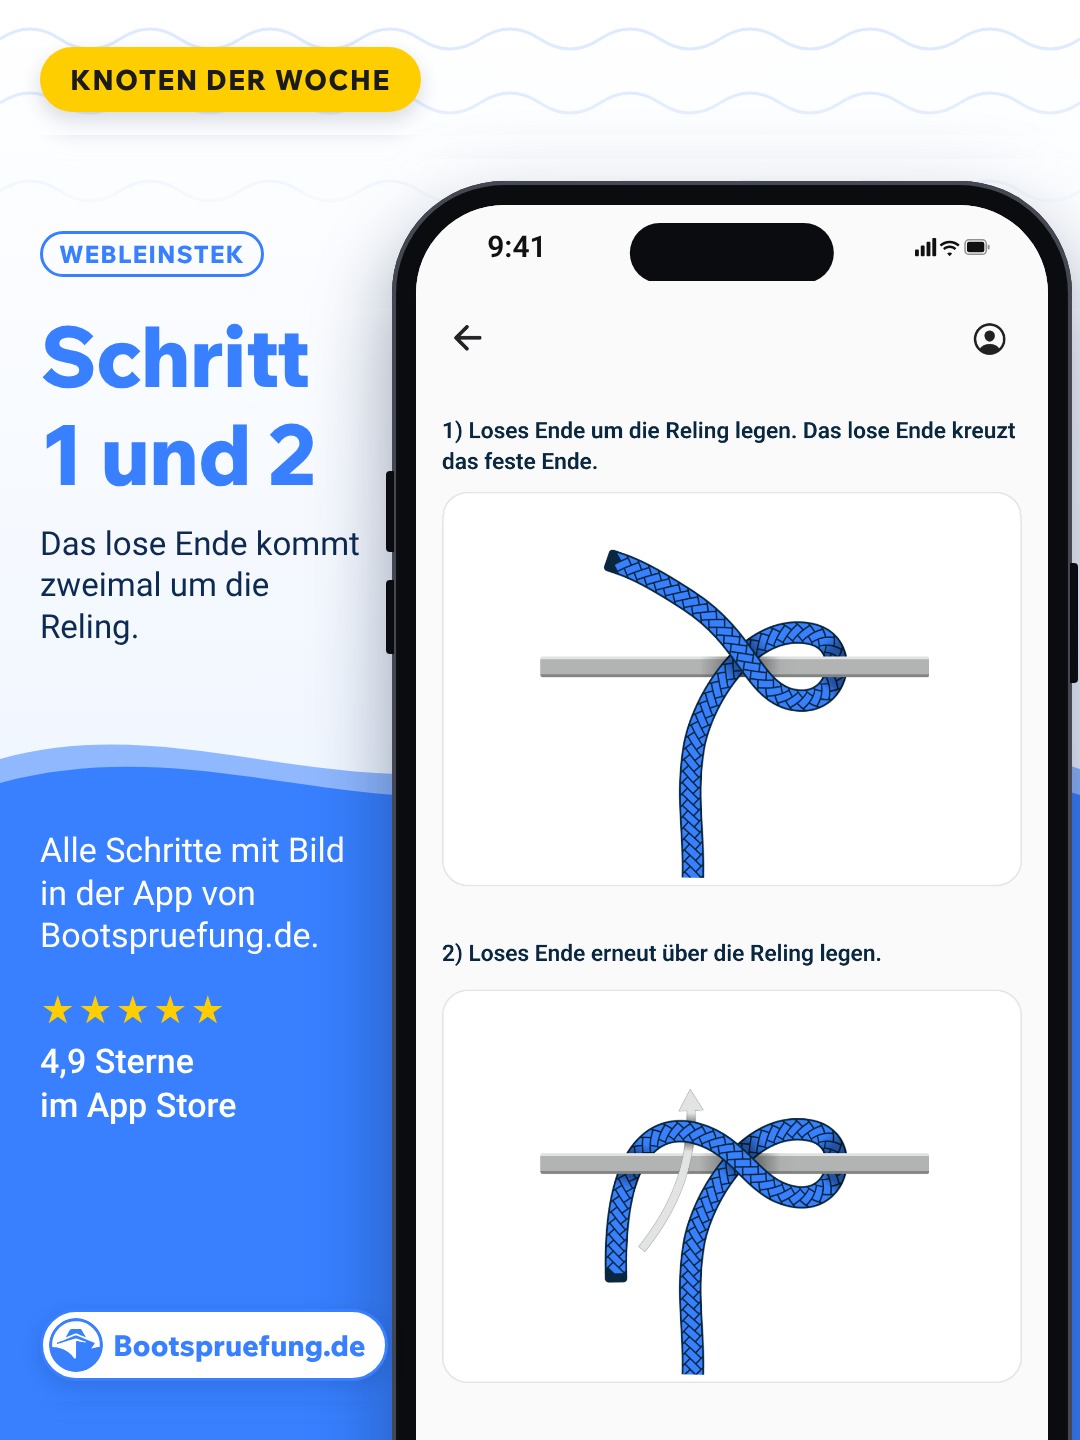 KNOTEN DER WOCHE
WEBLEINSTEK
Schritt
1 und 2
Das lose Ende kommt
zweimal um die
Reling.
Alle Schritte mit Bild
in der App von
Bootspruefung.de.
★★★★★
4,9 Sterne
im App Store
Bootspruefung.de
9:41
1) Loses Ende um die Reling legen. Das lose Ende kreuzt
das feste Ende.
2) Loses Ende erneut über die Reling legen.